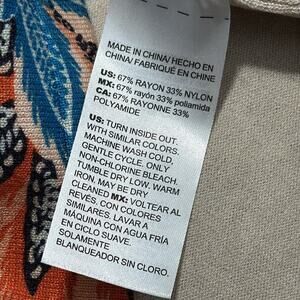 MADE IN CHINA/ HECHO EN
CHINA/ FABRIQUÉ EN CHINE
US: 67% RAYON 33% NYLON
MX: 67% rayón 33% poliamida
CA: 67% RAYONNE 33%
POLYAMIDE
US: TURN INSIDE OUT.
WITH SIMILAR COLORS.
MACHINE WASH COLD,
GENTLE CYCLE. ONLY
NON-CHLORINE BLEACH.
TUMBLE DRY LOW. WARM
IRON. MAY BE DRY
CLEANED MX: VOLTEAR AL
REVÉS, CON COLORES
SIMILARES. LAVAR A
MÁQUINA CON AGUA FRÍA
EN CICLO SUAVE.
SOLAMENTE
BLANQUEADOR SIN CLORO.